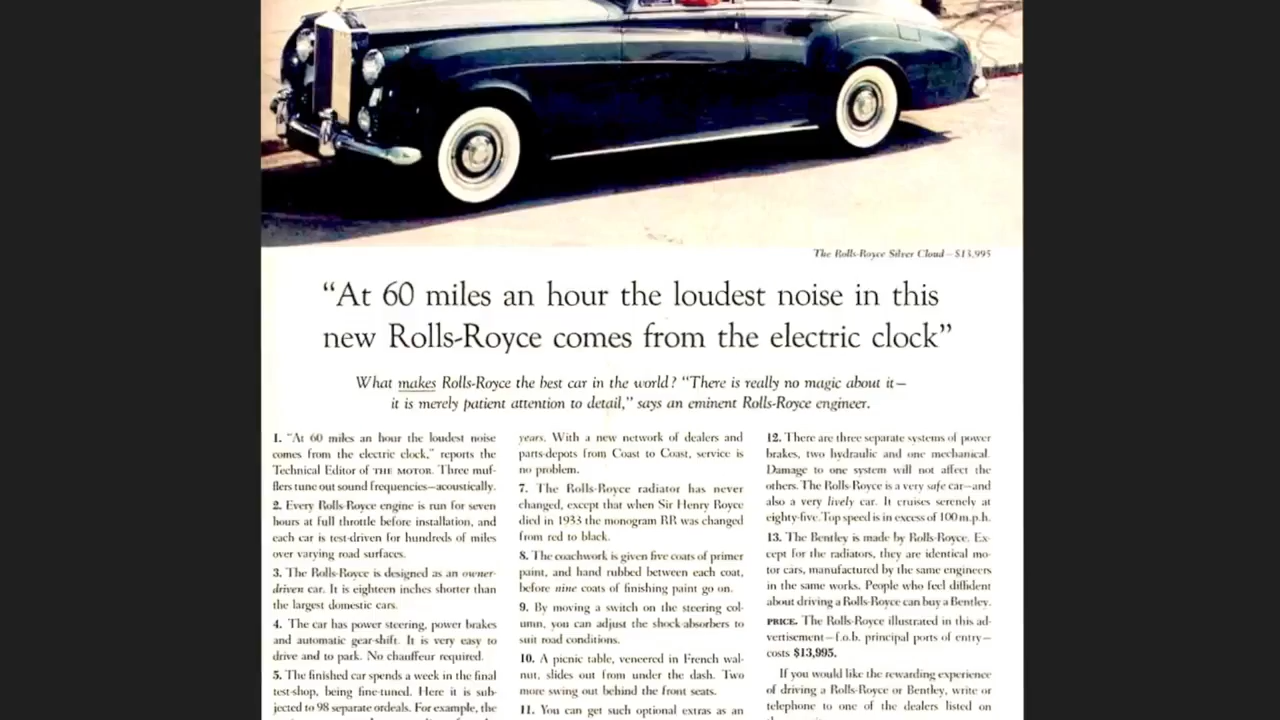 The Rolls-Royce Silver Cloud—$13,995
“At 60 miles an hour the loudest noise in this
new Rolls-Royce comes from the electric clock”
What makes Rolls-Royce the best car in the world? “There is really no magic about it—
it is merely patient attention to detail,” says an eminent Rolls-Royce engineer.
1. “At 60 miles an hour the loudest noise
comes from the electric clock,” reports the
Technical Editor of THE MOTOR. Three muf-
flers tune out sound frequencies—acoustically.
2. Every Rolls-Royce engine is run for seven
hours at full throttle before installation, and
each car is test-driven for hundreds of miles
over varying road surfaces.
3. The Rolls-Royce is designed as an owner-
driven car. It is eighteen inches shorter than
the largest domestic cars.
4. The car has power steering, power brakes
and automatic gear-shift. It is very easy to
drive and to park. No chauffeur required.
5. The finished car spends a week in the final
test-shop, being fine-tuned. Here it is sub-
jected to 98 separate ordeals. For example, the
years. With a new network of dealers and
parts-depots from Coast to Coast, service is
no problem.
7. The Rolls-Royce radiator has never
changed, except that when Sir Henry Royce
died in 1933 the monogram RR was changed
from red to black.
8. The coachwork is given five coats of primer
paint, and hand rubbed between each coat,
before nine coats of finishing paint go on.
9. By moving a switch on the steering col-
umn, you can adjust the shock-absorbers to
suit road conditions.
10. A picnic table, veneered in French wal-
nut, slides out from under the dash. Two
more swing out behind the front seats.
11. You can get such optional extras as an
12. There are three separate systems of power
brakes, two hydraulic and one mechanical.
Damage to one system will not affect the
others. The Rolls-Royce is a very safe car—and
also a very lively car. It cruises serenely at
eighty-five. Top speed is in excess of 100 m.p.h.
13. The Bentley is made by Rolls-Royce. Ex-
cept for the radiators, they are identical mo-
tor cars, manufactured by the same engineers
in the same works. People who feel diffident
about driving a Rolls-Royce can buy a Bentley.
PRICE. The Rolls-Royce illustrated in this ad-
vertisement—f.o.b. principal ports of entry—
costs $13,995.
If you would like the rewarding experience
of driving a Rolls-Royce or Bentley, write or
telephone to one of the dealers listed on